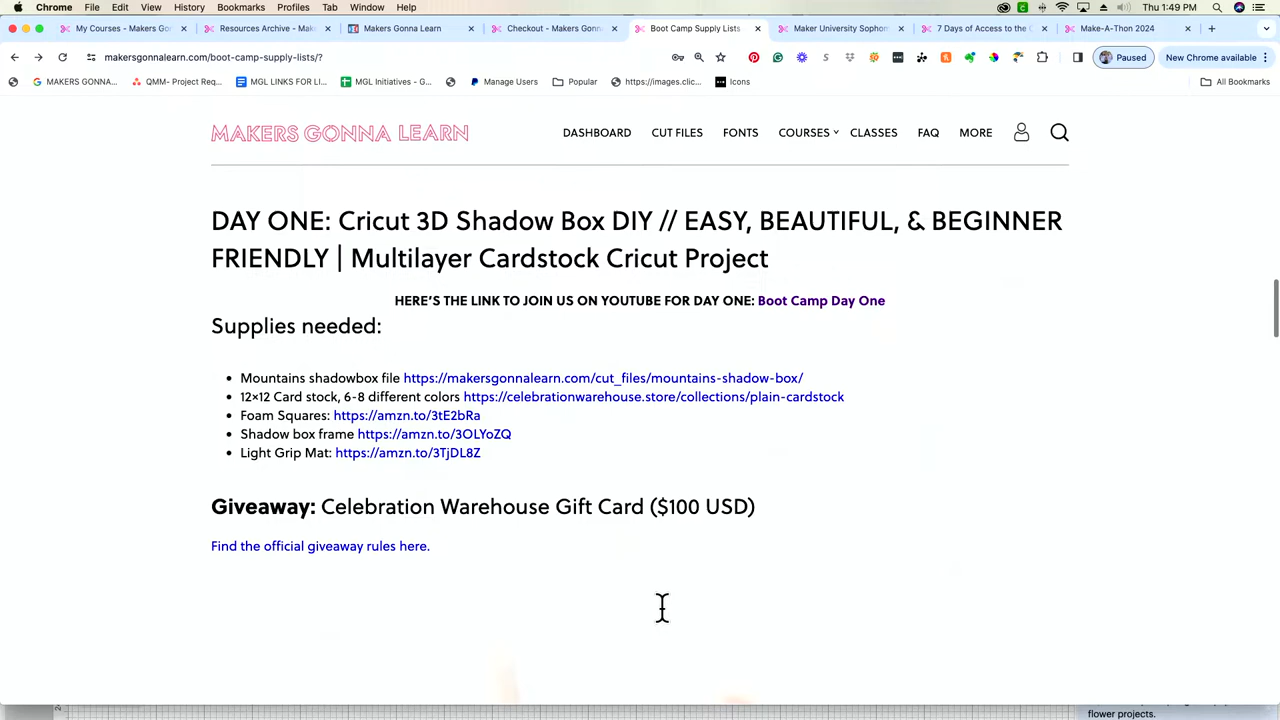 Chrome File Edit View History Bookmarks Profiles Tab Window Help Thu 1:49 PM
My Courses - Makers Go Resources Archive - Make Makers Gonna Learn Checkout - Makers Gonn Boot Camp Supply Lists Maker University Sophom 7 Days of Access to the Make-A-Thon 2024
makersgonnalearn.com/boot-camp-supply-lists/? Paused New Chrome available
MAKERS GONNA... QMM- Project Req... MGL LINKS FOR LI... MGL Initiatives - G... Manage Users Popular https://images.clic... Icons All Bookmarks
MAKERS GONNA LEARN DASHBOARD CUT FILES FONTS COURSES CLASSES FAQ MORE
DAY ONE: Cricut 3D Shadow Box DIY // EASY, BEAUTIFUL, & BEGINNER
FRIENDLY | Multilayer Cardstock Cricut Project
HERE'S THE LINK TO JOIN US ON YOUTUBE FOR DAY ONE: Boot Camp Day One
Supplies needed:
• Mountains shadowbox file https://makersgonnalearn.com/cut_files/mountains-shadow-box/
• 12×12 Card stock, 6-8 different colors https://celebrationwarehouse.store/collections/plain-cardstock
• Foam Squares: https://amzn.to/3tE2bRa
• Shadow box frame https://amzn.to/3OLYoZQ
• Light Grip Mat: https://amzn.to/3TjDL8Z
Giveaway: Celebration Warehouse Gift Card ($100 USD)
Find the official giveaway rules here.
flower projects.